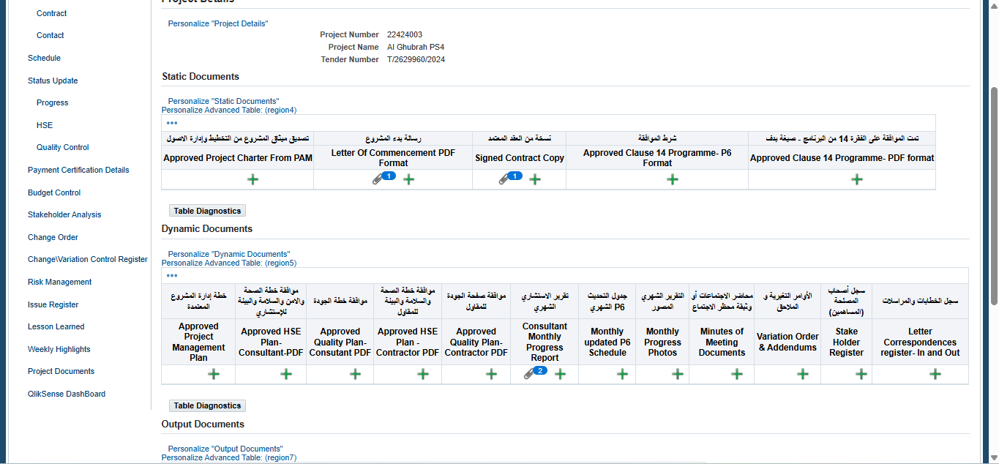 Contract
Contact
Schedule
Status Update
Progress
HSE
Quality Control
Payment Certification Details
Budget Control
Stakeholder Analysis
Change Order
Change\Variation Control Register
Risk Management
Issue Register
Lesson Learned
Weekly Highlights
Project Documents
QlikSense DashBoard
Project Details
Personalize "Project Details"
Project Number 22424003
Project Name Al Ghubrah PS4
Tender Number T/2629960/2024
Static Documents
Personalize "Static Documents"
Personalize Advanced Table: (region4)
تصديق ميثاق المشروع من التخطيط وإدارة الاصول
رسالة بدء المشروع
نسخة من العقد المعتمد
شرط الموافقة
تمت الموافقة على الفقرة 14 من البرنامج - صيغة بدف
Approved Project Charter From PAM
Letter Of Commencement PDF
Format
Signed Contract Copy
Approved Clause 14 Programme- P6
Format
Approved Clause 14 Programme- PDF format
1
1
Table Diagnostics
Dynamic Documents
Personalize "Dynamic Documents"
Personalize Advanced Table: (region5)
خطة إدارة المشروع
المعتمدة
موافقة خطة الصحة
والامن والسلامة والبيئة
للإستشاري
موافقة خطة الجودة
موافقة خطة الصحة
والسلامة والبيئة
للمقاول
موافقة صفحة الجودة
للمقاول
تقرير الاستشاري
الشهري
جدول التحديث
الشهري P6
التقرير الشهري
المصور
محاضر الاجتماعات أو
وثيقة محظر الاجتماع
الأوامر التغيرية و
الملاحق
سجل أصحاب
المصلحة
(المساهمين)
سجل الخطابات والمراسلات
Approved
Project
Management
Plan
Approved HSE
Plan-
Consultant-PDF
Approved
Quality Plan-
Consutant PDF
Approved HSE
Plan -
Contractor PDF
Approved
Quality Plan-
Contractor PDF
Consultant
Monthly
Progress
Report
Monthly
updated P6
Schedule
Monthly
Progress
Photos
Minutes of
Meeting
Documents
Variation Order
& Addendums
Stake
Holder
Register
Letter
Correspondences
register- In and Out
2
Table Diagnostics
Output Documents
Personalize "Output Documents"
Personalize Advanced Table: (region7)